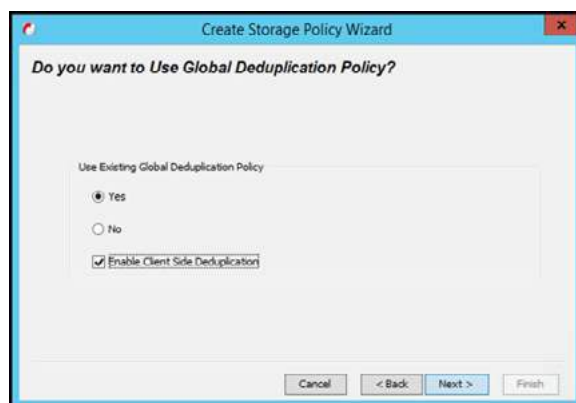 Create Storage Policy Wizard
x
Do you want to Use Global Deduplication Policy?
Use Existing Global Deduplication Policy
Yes
No
Enable Client Side Deduplication
Cancel
< Back
Next >
Finish